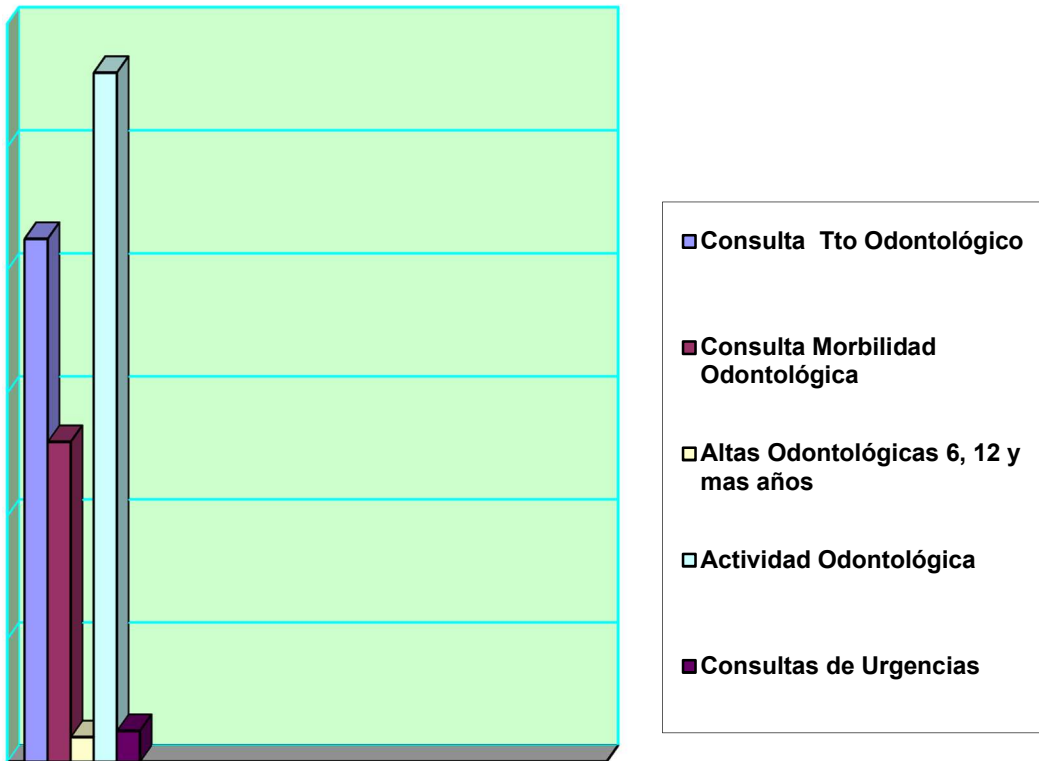 Consulta Tto Odontológico
Consulta Morbilidad
Odontológica
Altas Odontológicas 6, 12 y
mas años
Actividad Odontológica
Consultas de Urgencias